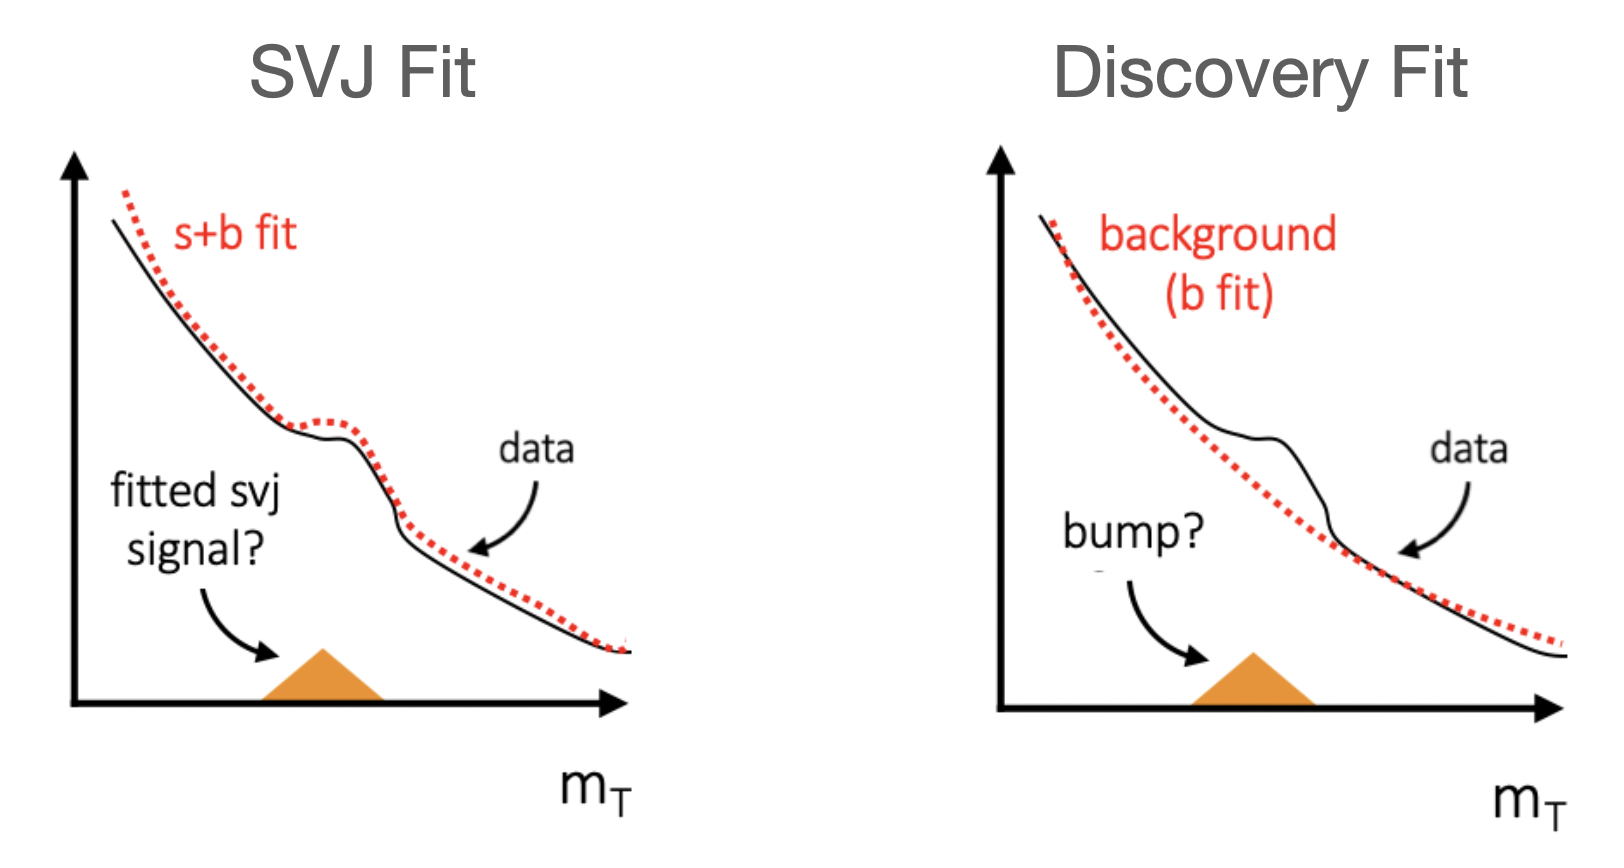 SVJ Fit
s+b fit
data
fitted svj
signal?
m_T
Discovery Fit
background
(b fit)
data
bump?
m_T